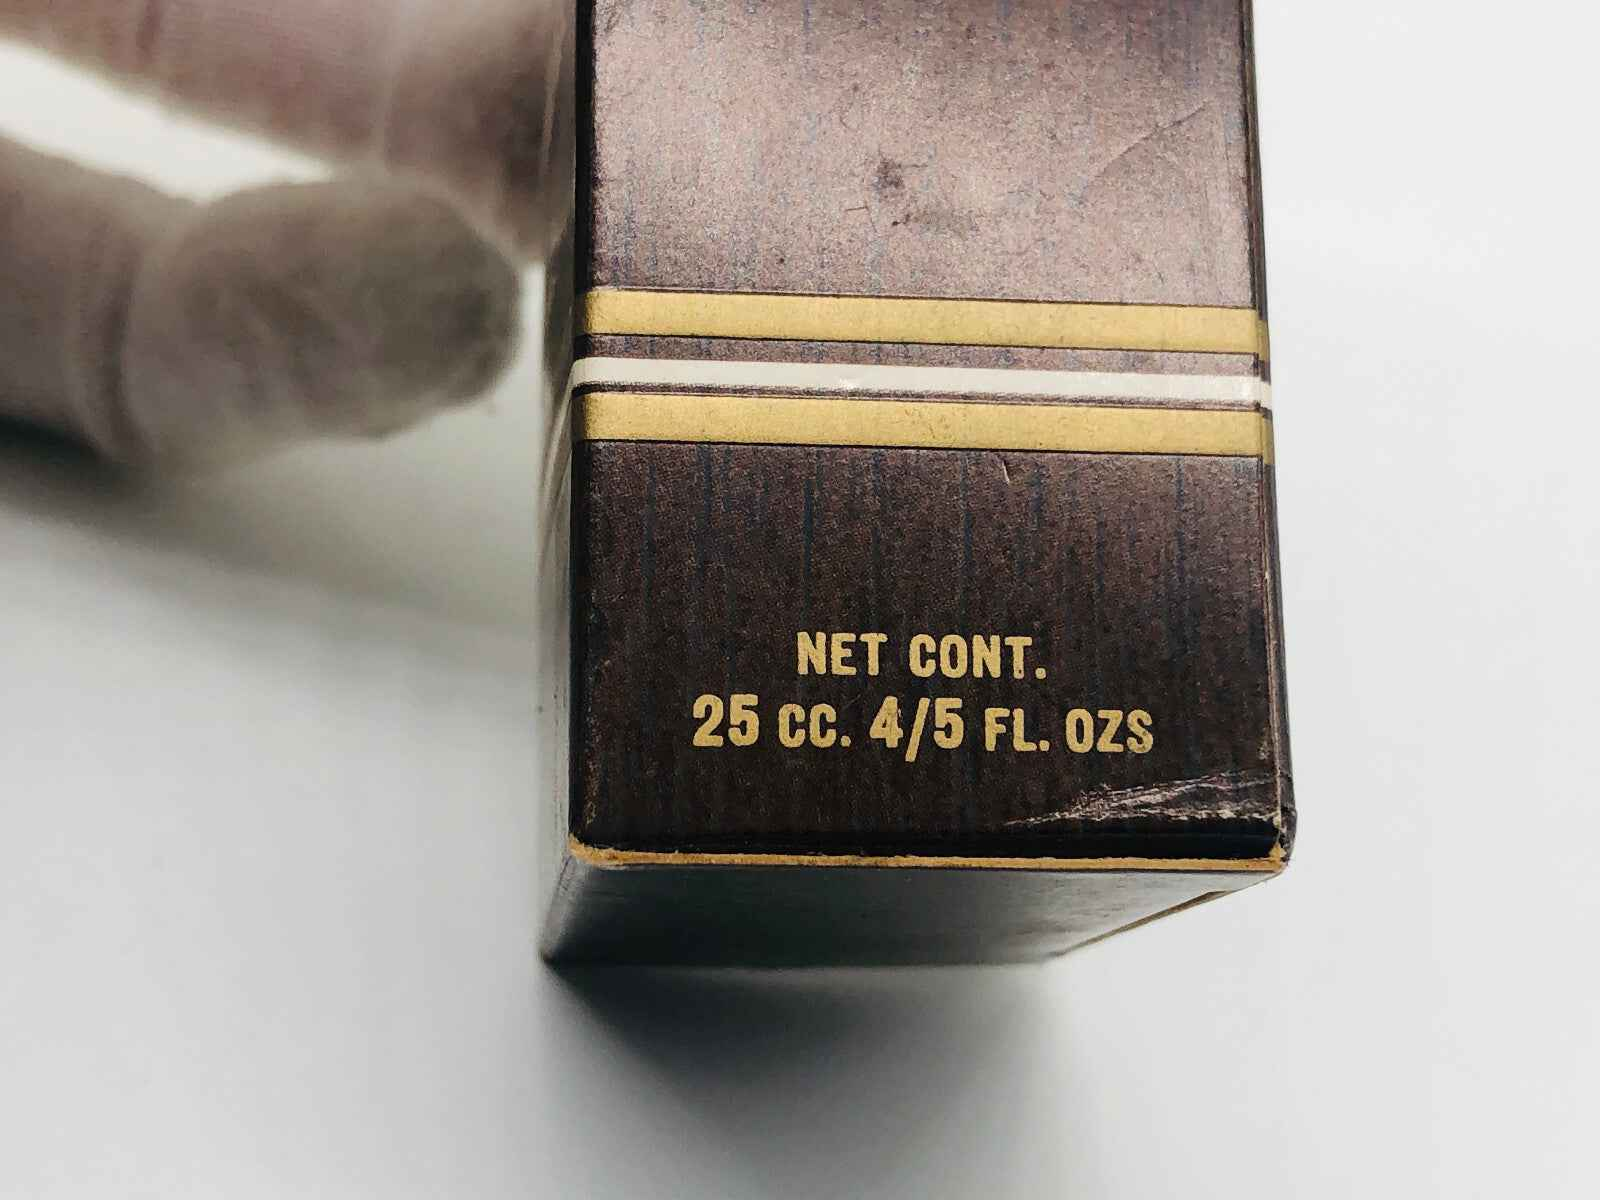 NET CONT.
25 CC. 4/5 FL. OZS